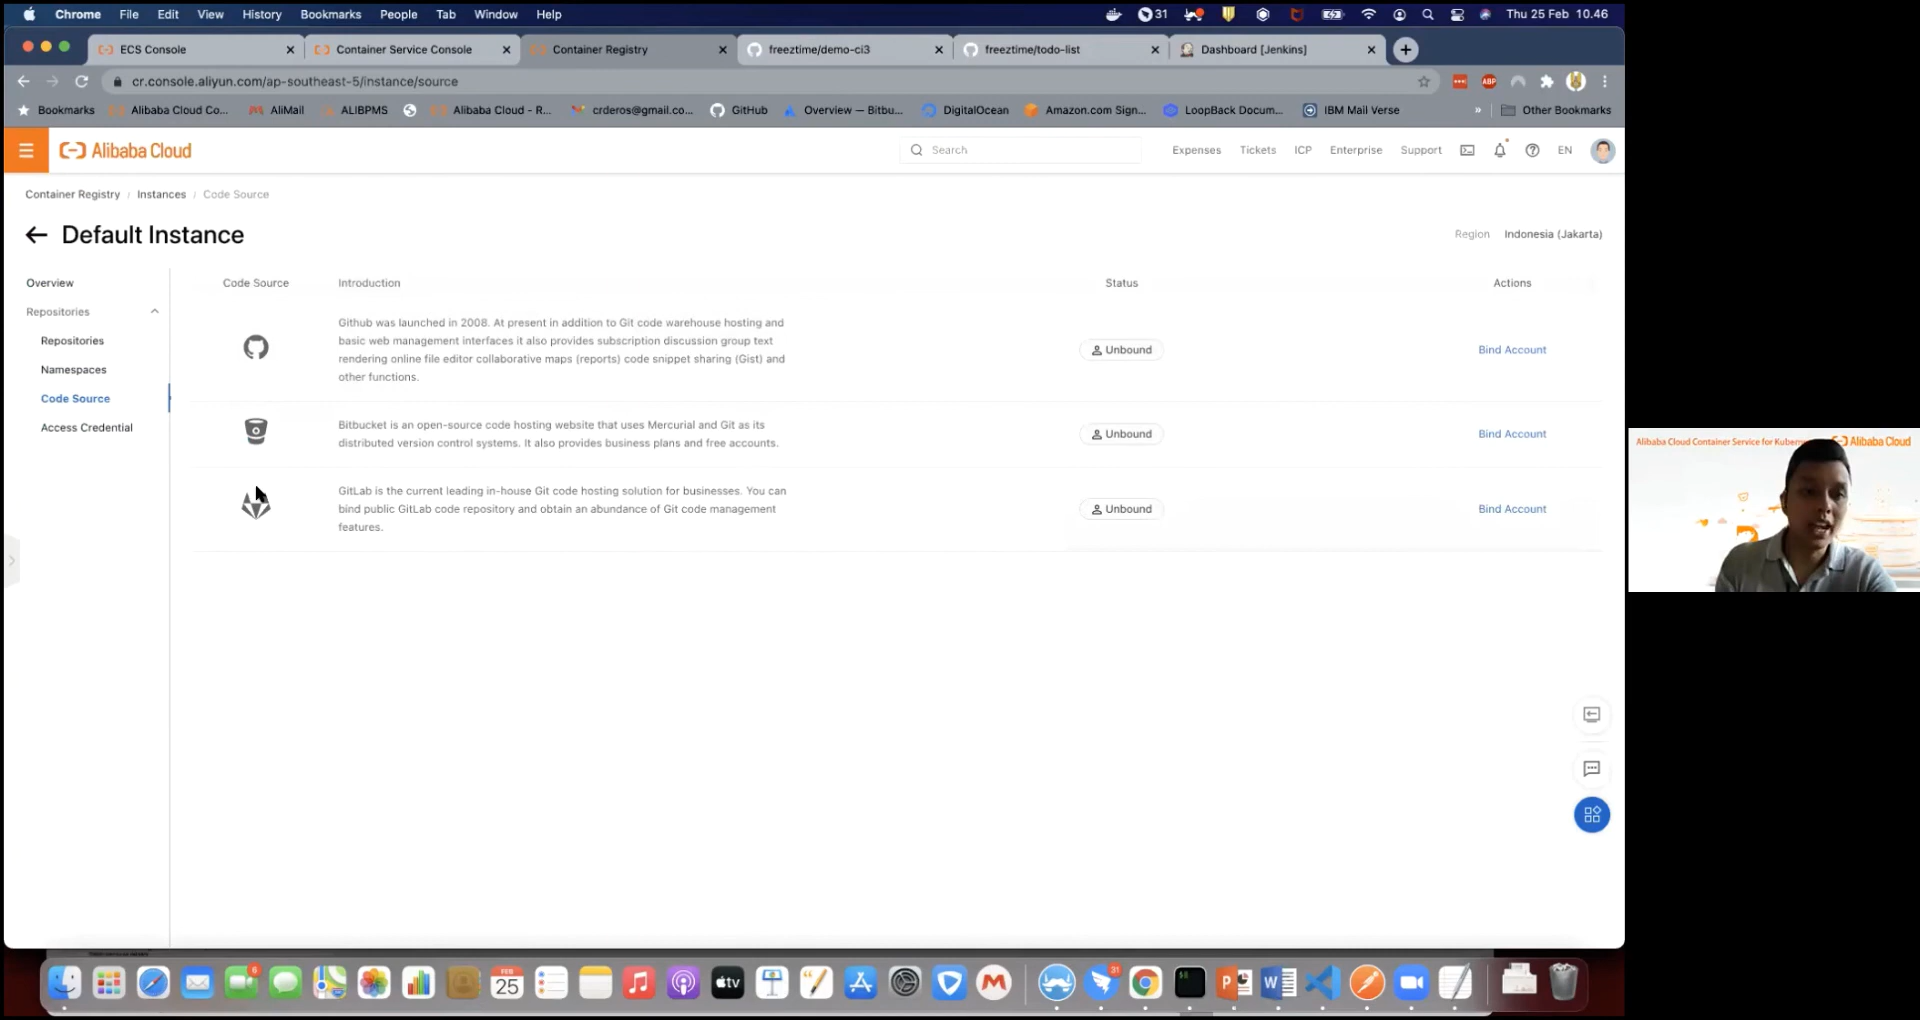 Chrome File Edit View History Bookmarks People Tab Window Help
31
Thu 25 Feb 10.46
ECS Console
Container Service Console
Container Registry
freeztime/demo-ci3
freeztime/todo-list
Dashboard [Jenkins]
cr.console.aliyun.com/ap-southeast-5/instance/source
ABP
Bookmarks
Alibaba Cloud Co...
AliMail
ALIBPMS
Alibaba Cloud - R...
crderos@gmail.co...
GitHub
Overview — Bitbu...
DigitalOcean
Amazon.com Sign...
LoopBack Docum...
IBM Mail Verse
»
Other Bookmarks
Alibaba Cloud
Search
Expenses
Tickets
ICP
Enterprise
Support
EN
Container Registry / Instances / Code Source
Default Instance
Region Indonesia (Jakarta)
Overview
Repositories
Repositories
Namespaces
Code Source
Access Credential
Code Source
Introduction
Status
Actions
Github was launched in 2008. At present in addition to Git code warehouse hosting and
basic web management interfaces it also provides subscription discussion group text
rendering online file editor collaborative maps (reports) code snippet sharing (Gist) and
other functions.
Unbound
Bind Account
Bitbucket is an open-source code hosting website that uses Mercurial and Git as its
distributed version control systems. It also provides business plans and free accounts.
Unbound
Bind Account
GitLab is the current leading in-house Git code hosting solution for businesses. You can
bind public GitLab code repository and obtain an abundance of Git code management
features.
Unbound
Bind Account
Alibaba Cloud Container Service for
Alibaba Cloud
6
FEB
25
tv
31